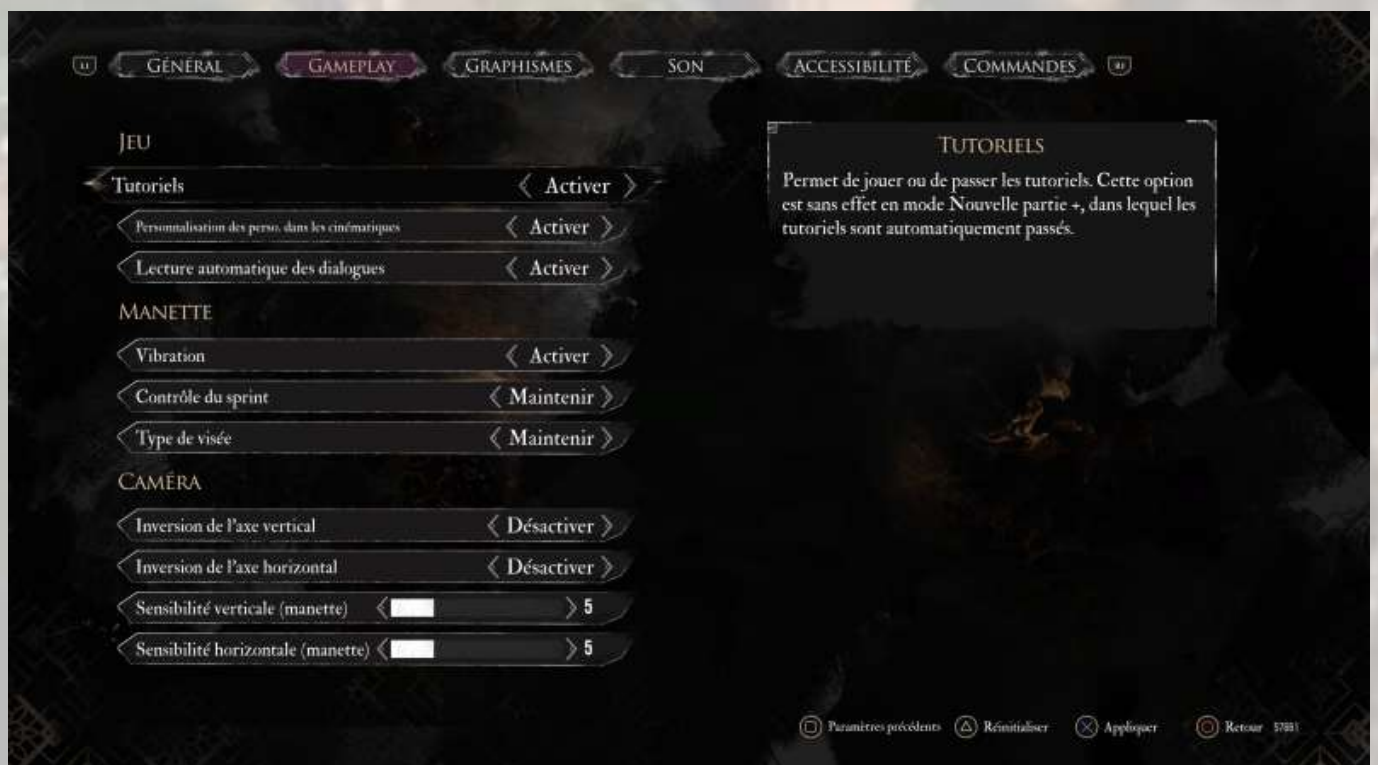 L1 GÉNÉRAL GAMEPLAY GRAPHISMES SON ACCESSIBILITÉ COMMANDES R1
JEU
Tutoriels Activer
Personnalisation des perso. dans les cinématiques Activer
Lecture automatique des dialogues Activer
MANETTE
Vibration Activer
Contrôle du sprint Maintenir
Type de visée Maintenir
CAMÉRA
Inversion de l'axe vertical Désactiver
Inversion de l'axe horizontal Désactiver
Sensibilité verticale (manette) 5
Sensibilité horizontale (manette) 5
TUTORIELS
Permet de jouer ou de passer les tutoriels. Cette option
est sans effet en mode Nouvelle partie +, dans lequel les
tutoriels sont automatiquement passés.
Paramètres précédents Réinitialiser Appliquer Retour